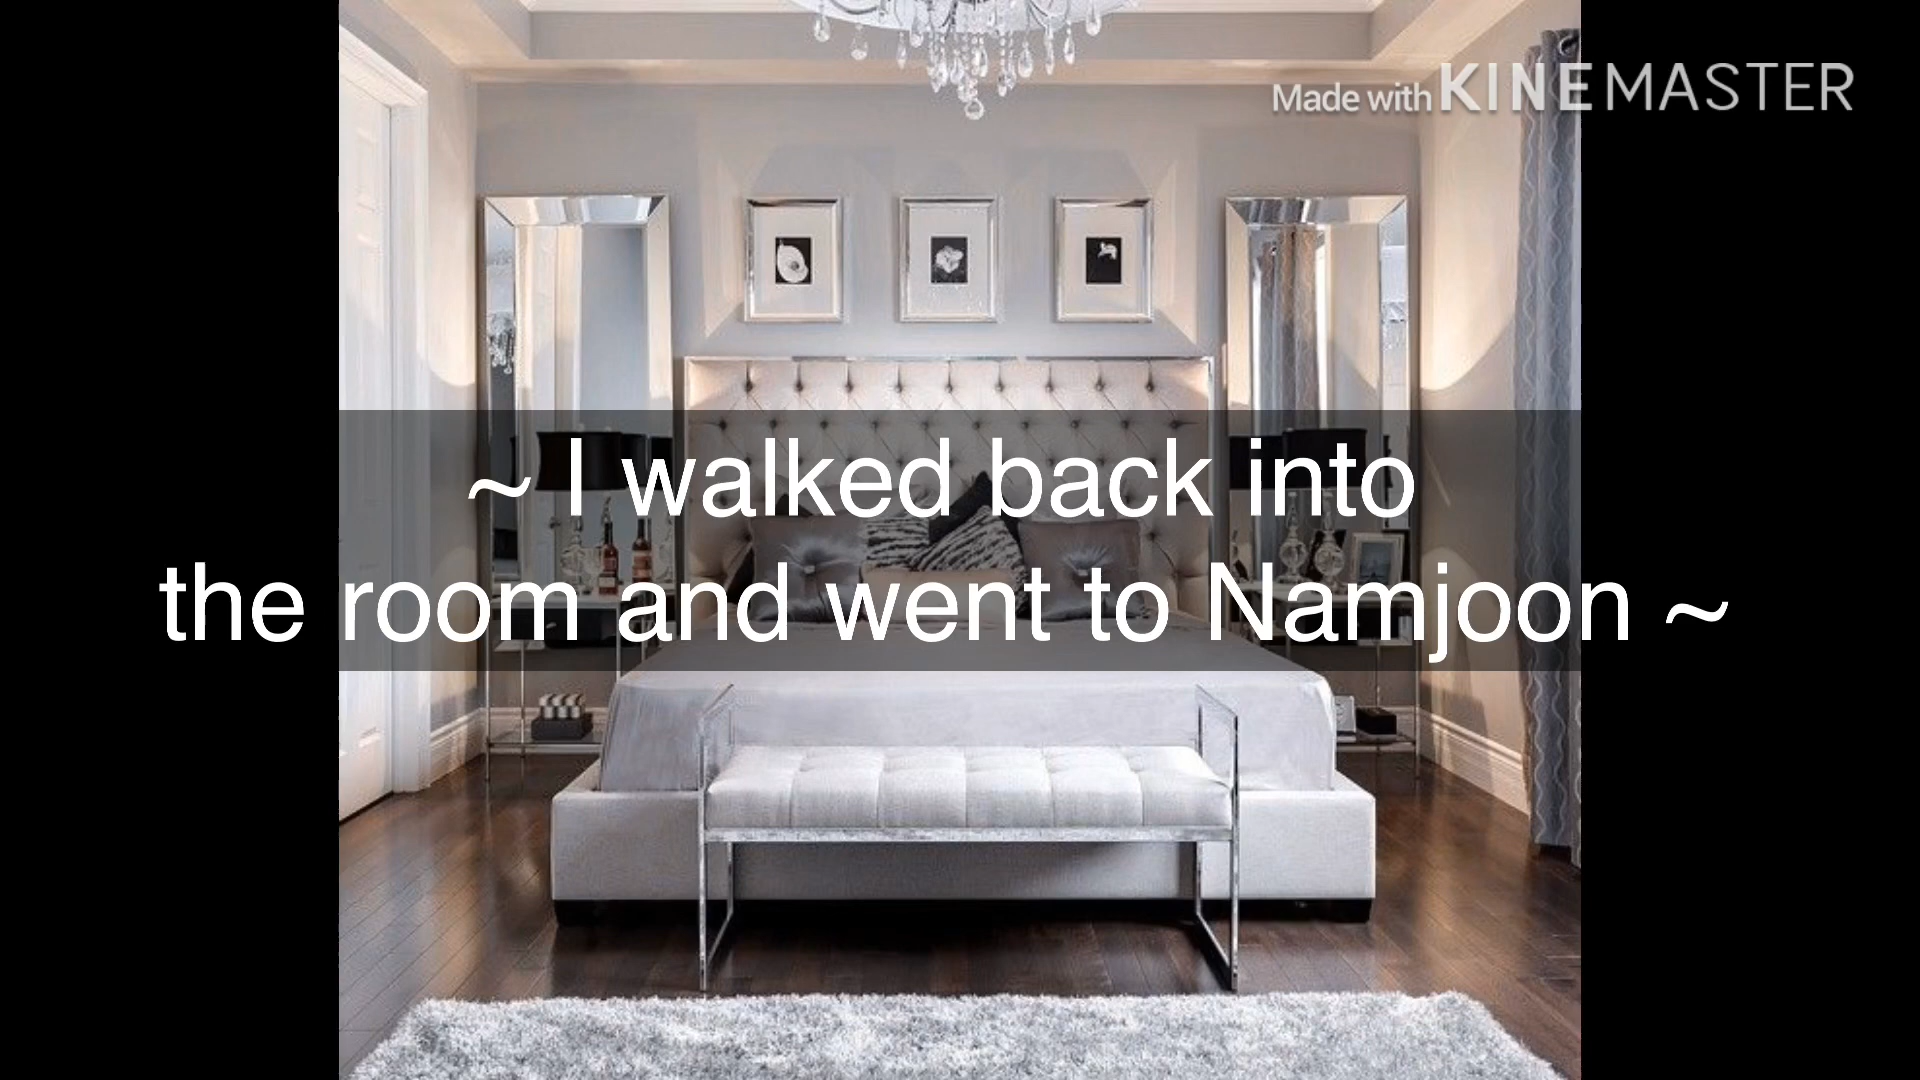 Made with KINEMASTER
~ I walked back into
the room and went to Namjoon ~